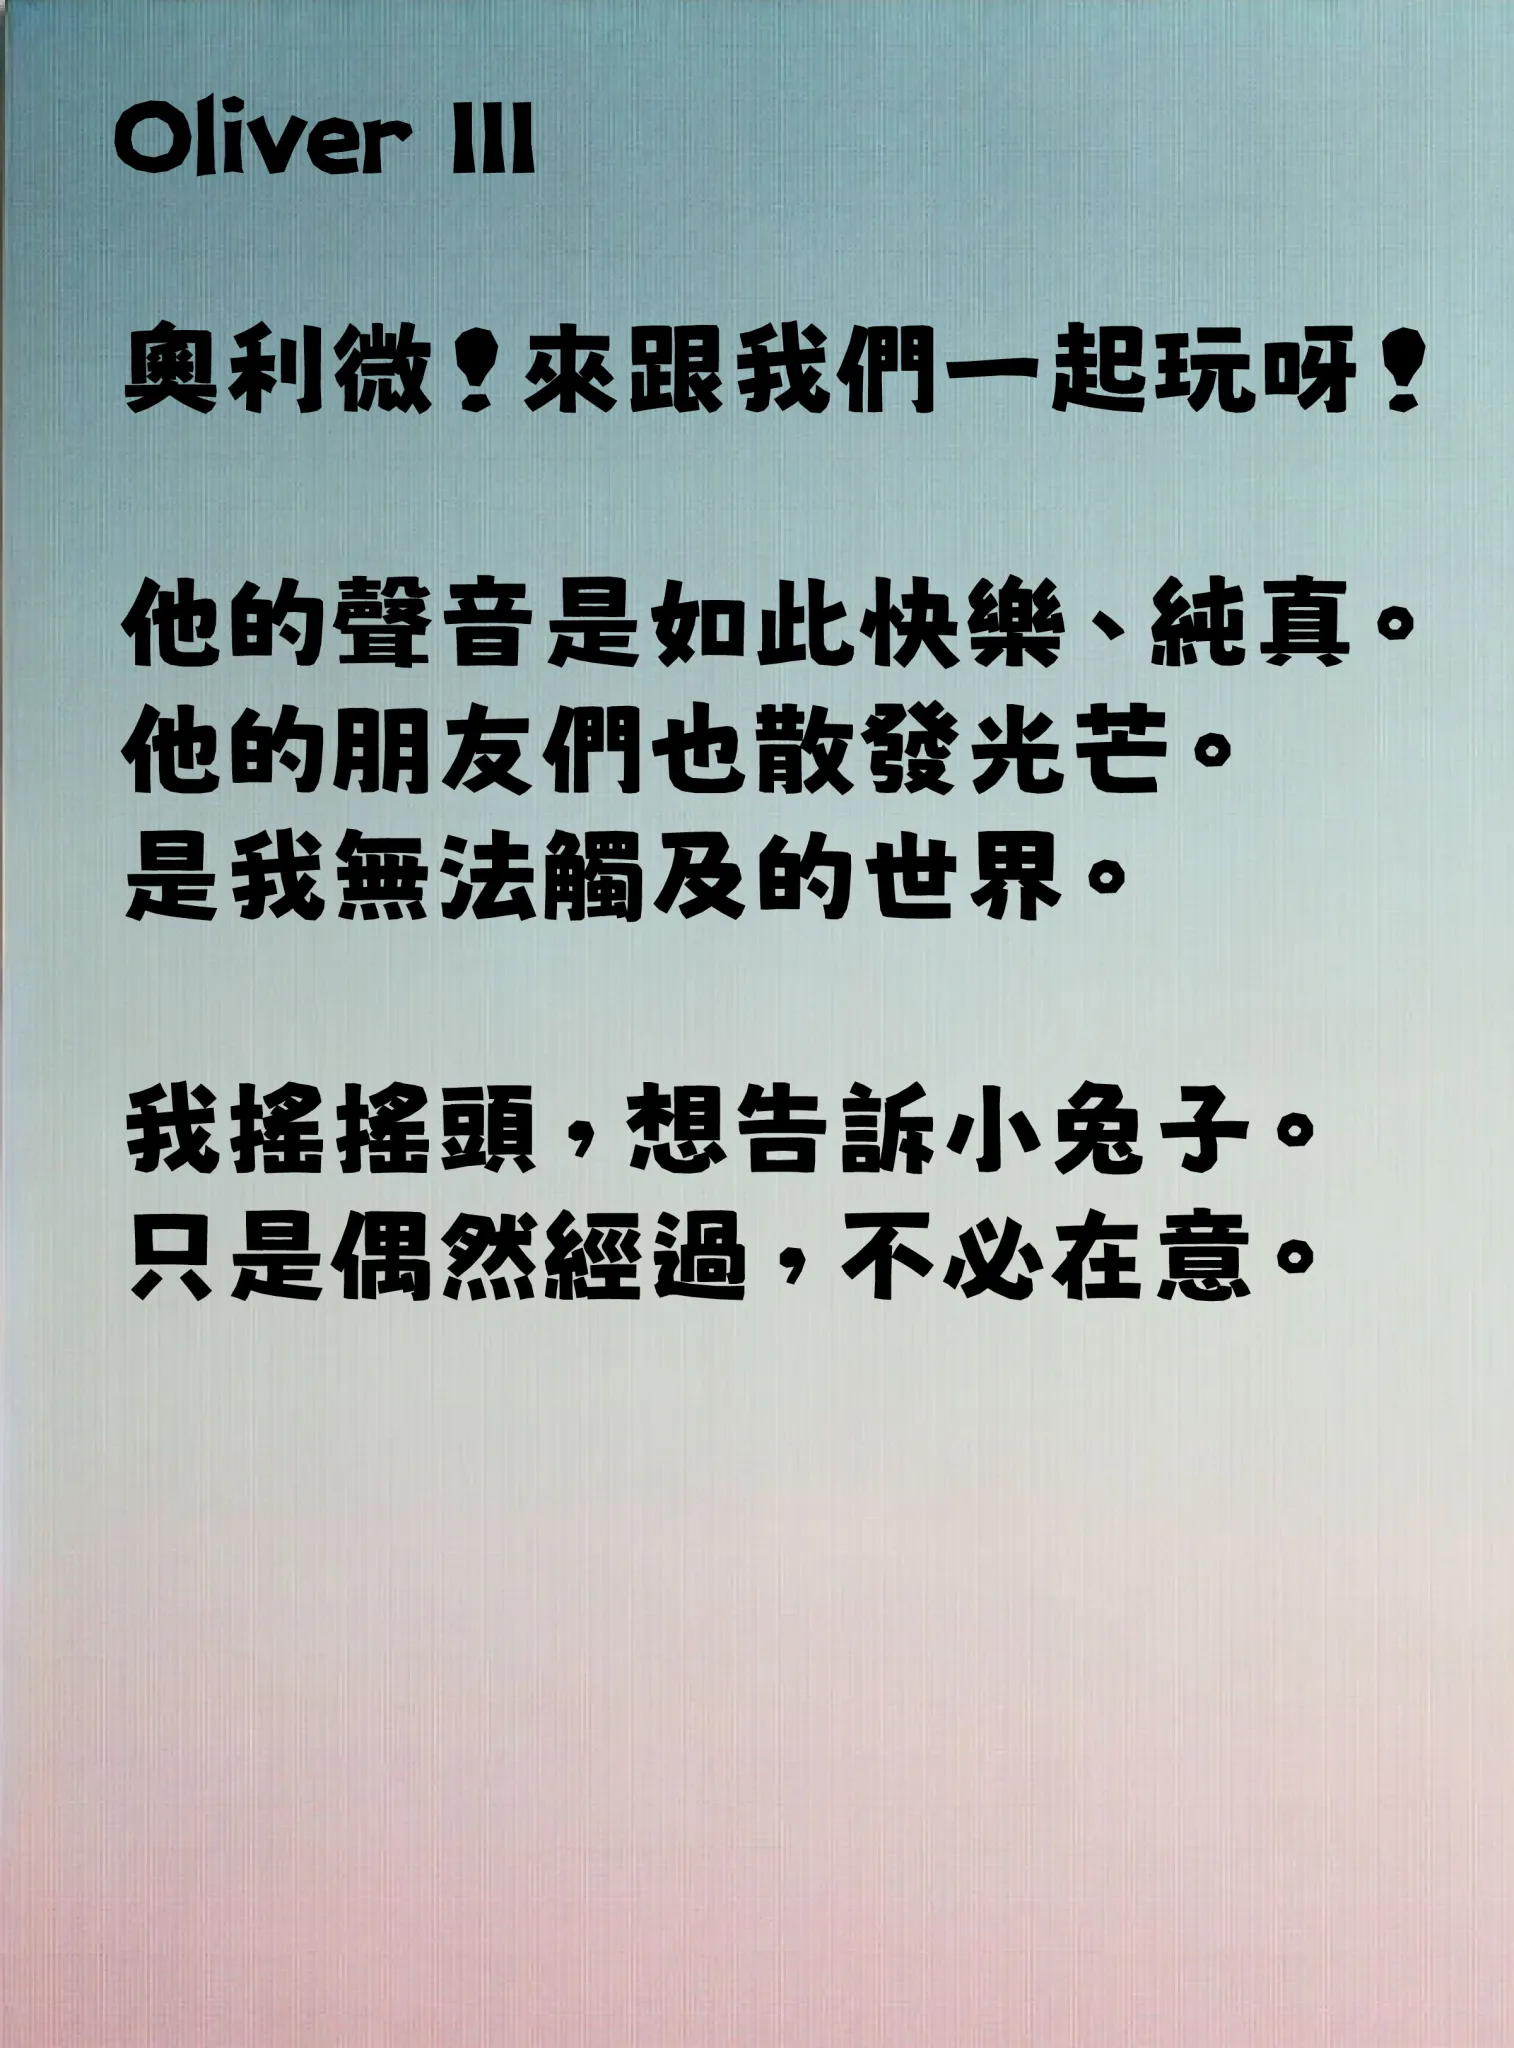 Oliver III
奧利微！來跟我們一起玩呀！
他的聲音是如此快樂、純真。
他的朋友們也散發光芒。
是我無法觸及的世界。
我搖搖頭，想告訴小兔子。
只是偶然經過，不必在意。